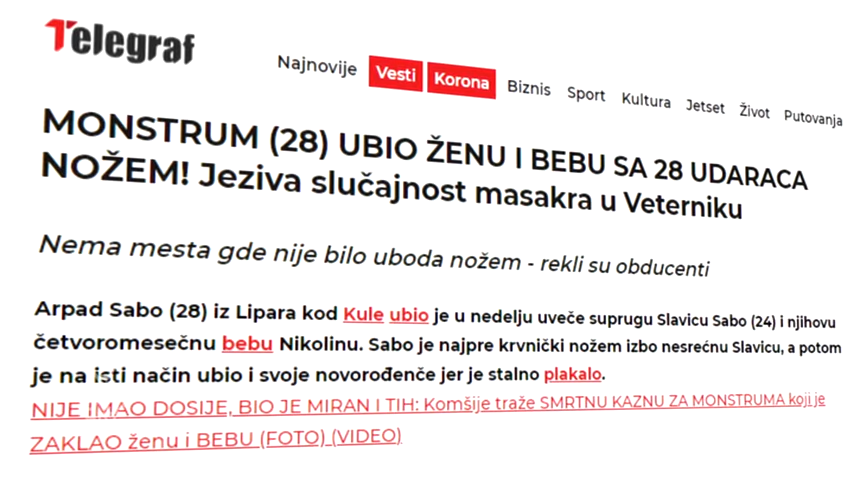 Telegraf
Najnovije Vesti Korona Biznis Sport Kultura Jetset Život Putovanja
MONSTRUM (28) UBIO ŽENU I BEBU SA 28 UDARACA
NOŽEM! Jeziva slučajnost masakra u Veterniku
Nema mesta gde nije bilo uboda nožem - rekli su obducenti
Arpad Sabo (28) iz Lipara kod Kule ubio je u nedelju uveče suprugu Slavicu Sabo (24) i njihovu
četvoromesečnu bebu Nikolinu. Sabo je najpre krvnički nožem izbo nesrećnu Slavicu, a potom
je na isti način ubio i svoje novorođenče jer je stalno plakalo.
NIJE IMAO DOSIJE, BIO JE MIRAN I TIH: Komšije traže SMRTNU KAZNU ZA MONSTRUMA koji je
ZAKLAO ženu i BEBU (FOTO) (VIDEO)